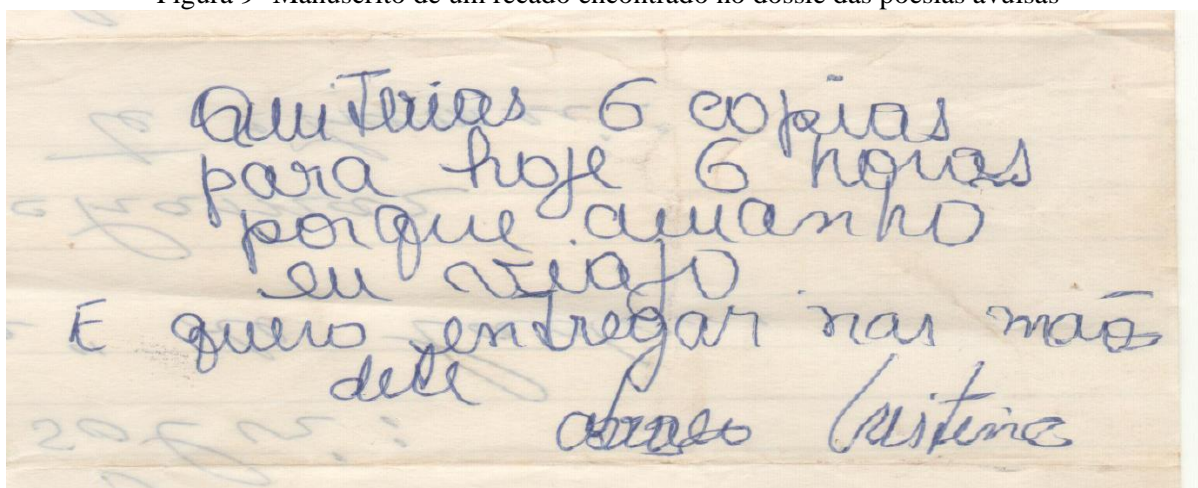 Figura 9- Manuscrito de um recado encontrado no dossiê das poesias avulsas
Quiterias 6 copias
para hoje 6 horas
porque amanhã
eu viajo
E quero entregar nas mão
dele
abraço Cristina